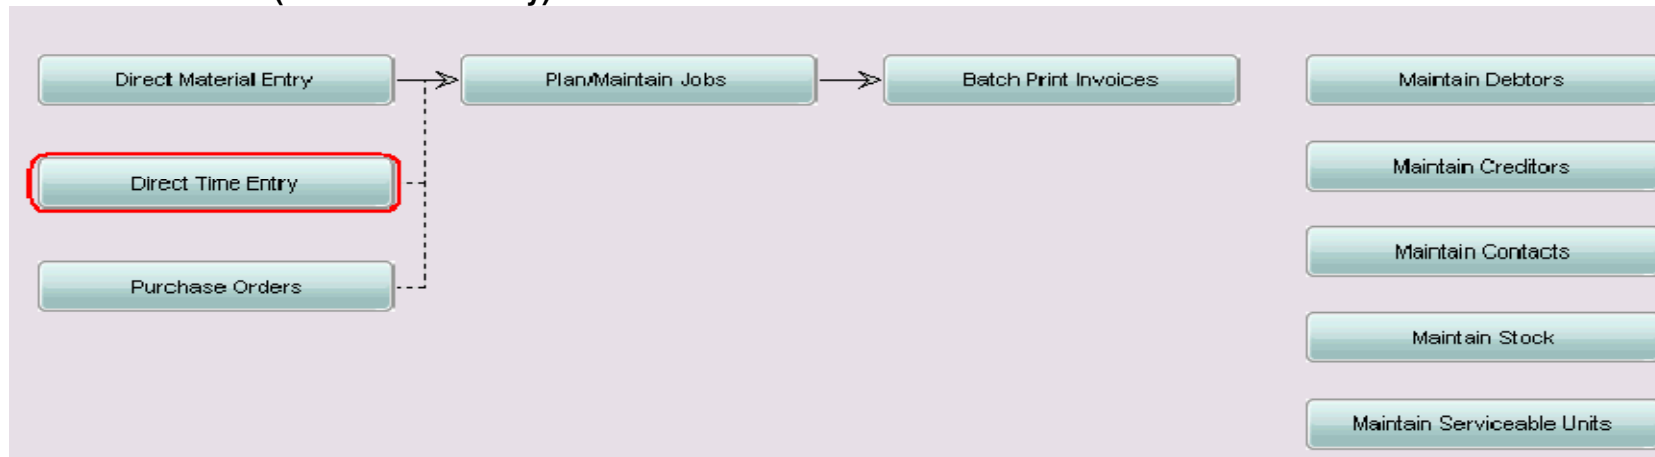 Direct Material Entry
Plan/Maintain Jobs
Batch Print Invoices
Maintain Debtors
Direct Time Entry
Maintain Creditors
Maintain Contacts
Purchase Orders
Maintain Stock
Maintain Serviceable Units